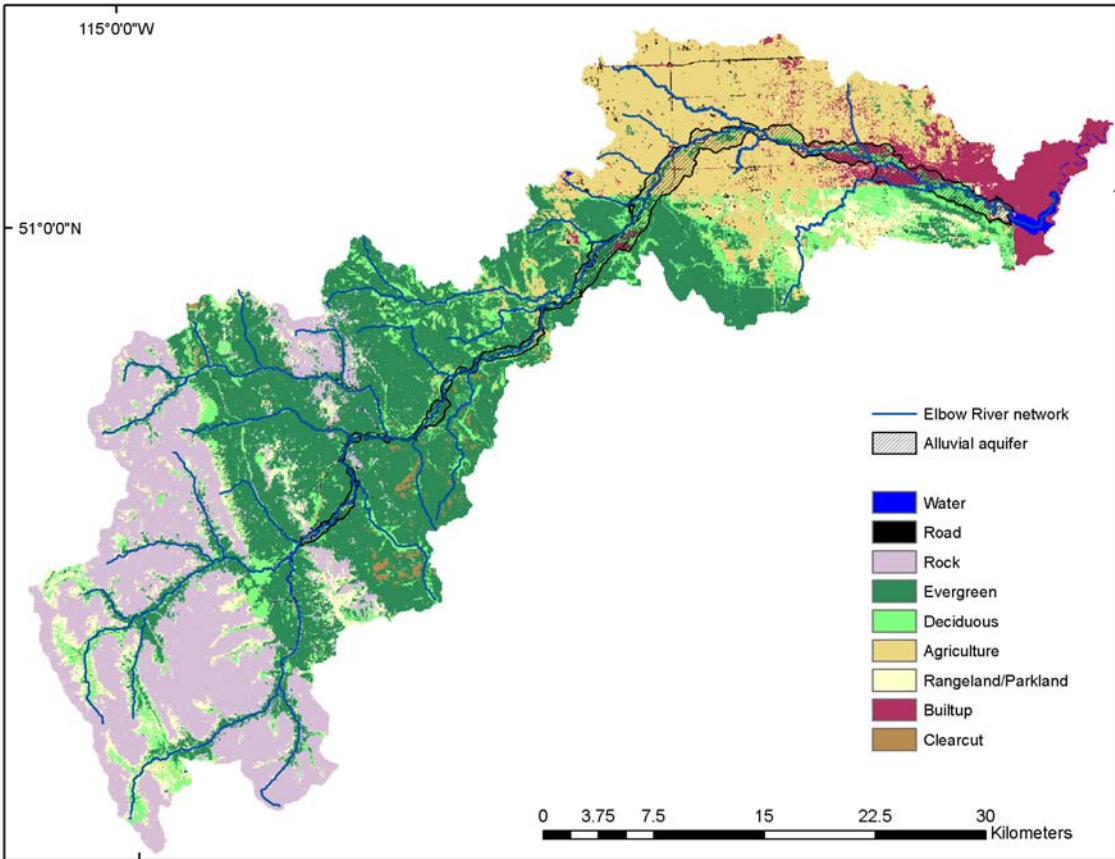 115°0'0"W
51°0'0"N
Elbow River network
Alluvial aquifer
Water
Road
Rock
Evergreen
Deciduous
Agriculture
Rangeland/Parkland
Builtup
Clearcut
0 3.75 7.5 15 22.5 30
Kilometers